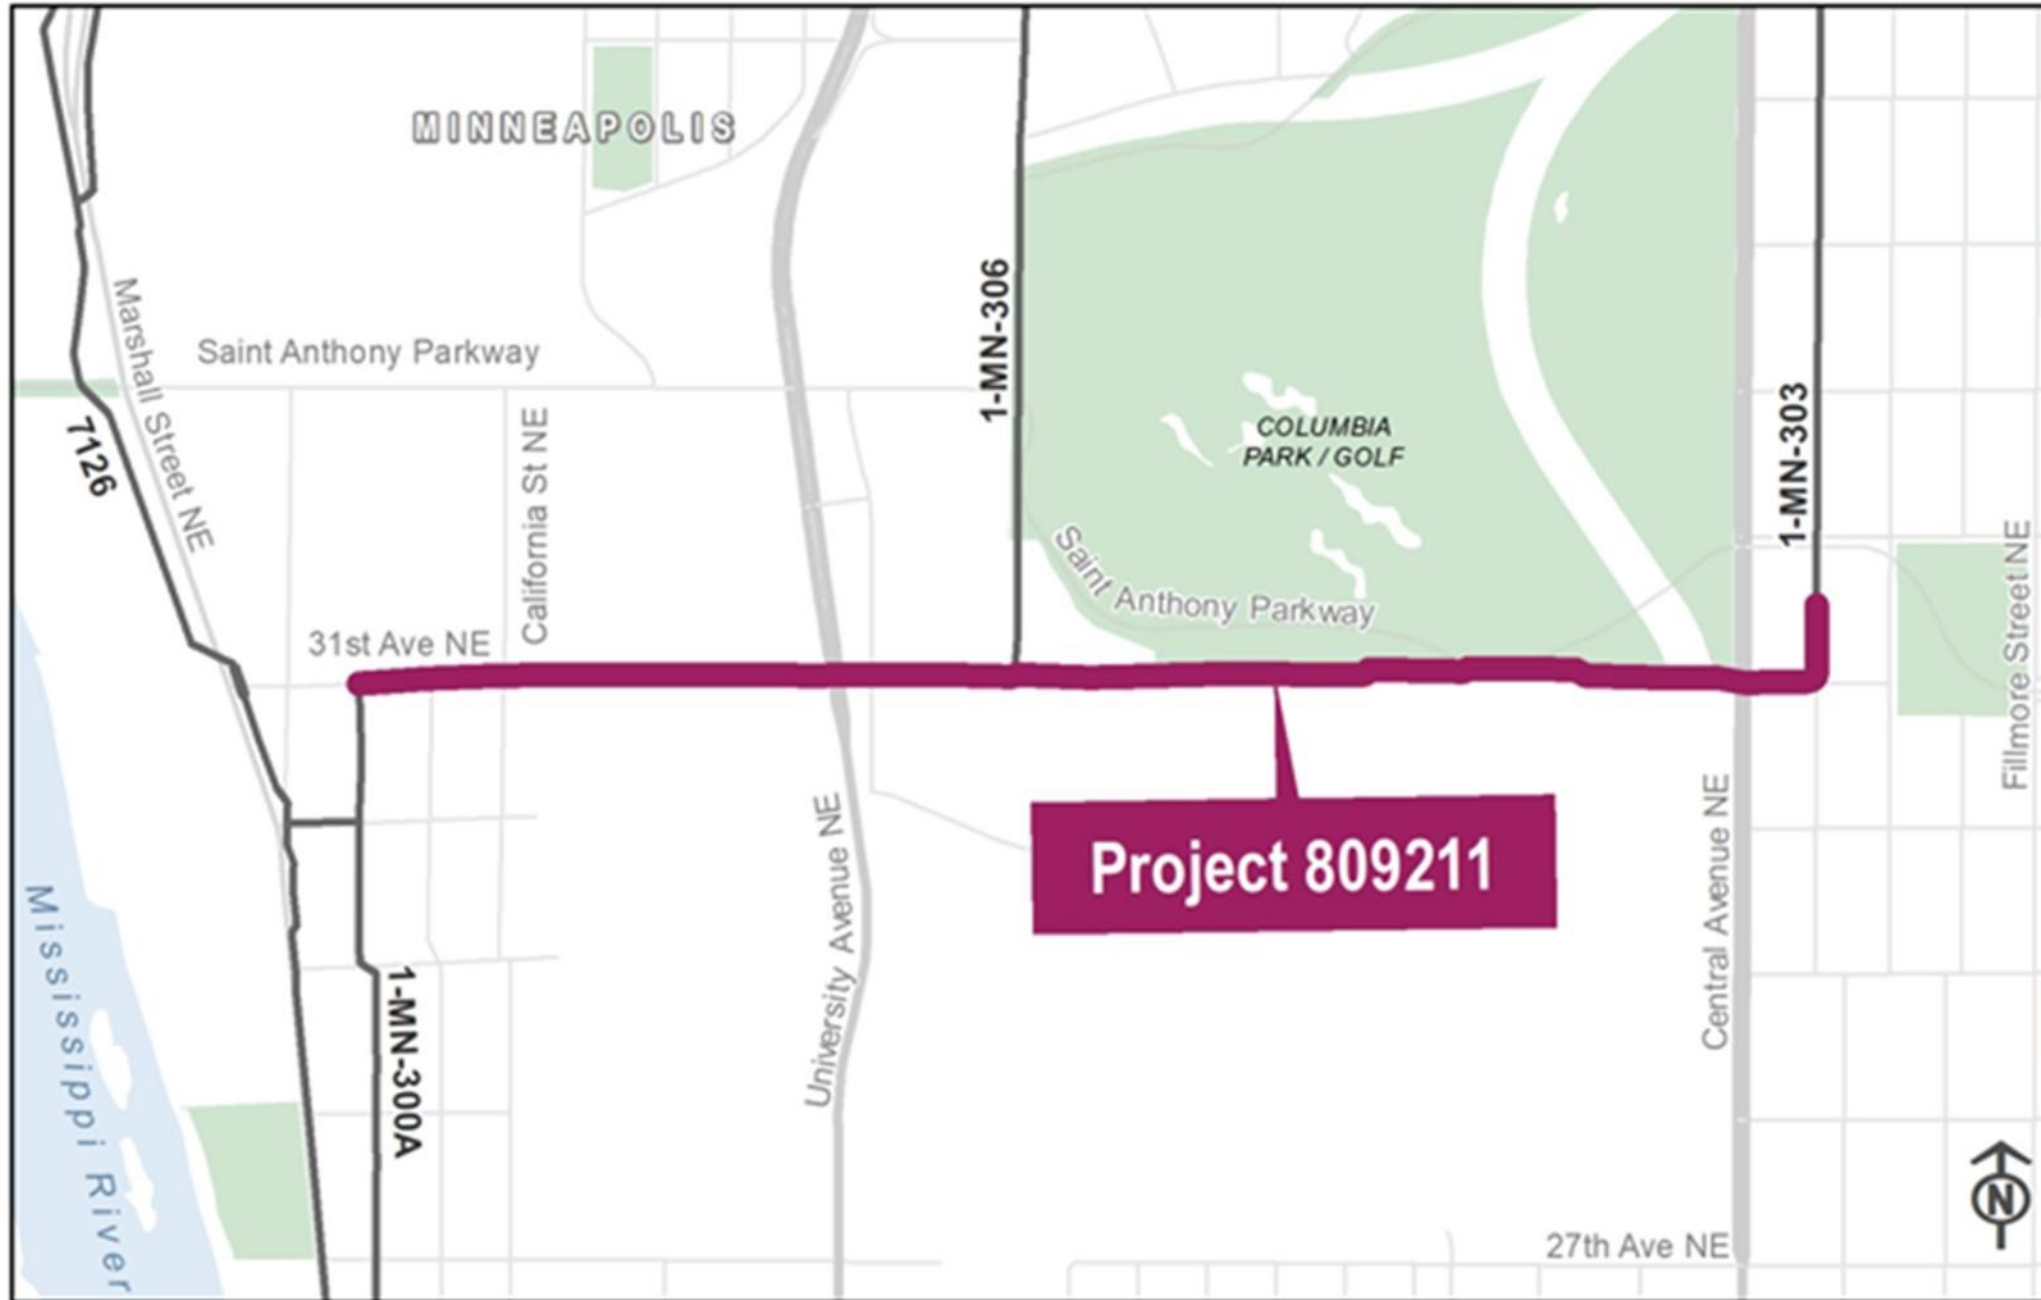 MINNEAPOLIS
Marshall Street NE
Saint Anthony Parkway
1-MN-306
7126
California St NE
COLUMBIA
PARK / GOLF
1-MN-303
Saint Anthony Parkway
Fillmore Street NE
31st Ave NE
Project 809211
University Avenue NE
Central Avenue NE
Mississippi River
1-MN-300A
27th Ave NE
N